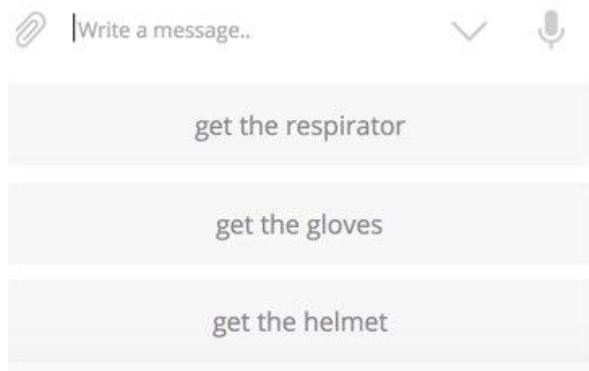 Write a message..
get the respirator
get the gloves
get the helmet